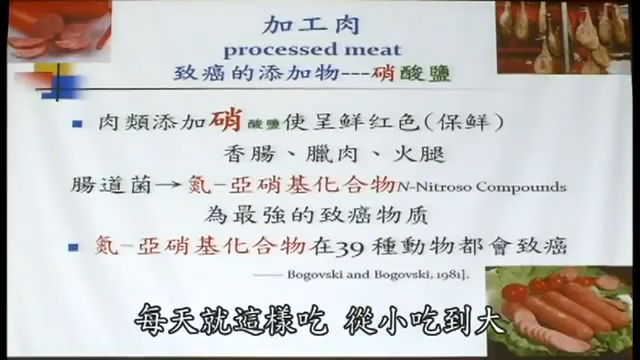 加工肉
processed meat
致癌的添加物---硝酸鹽
肉類添加硝酸鹽使呈鮮红色(保鮮)
香腸、臘肉、火腿
腸道菌→氮-亞硝基化合物N-Nitroso Compounds
為最強的致癌物质
氮-亞硝基化合物在39種動物都會致癌
—— Bogovski and Bogovski, 1981].
每天就這樣吃 從小吃到大